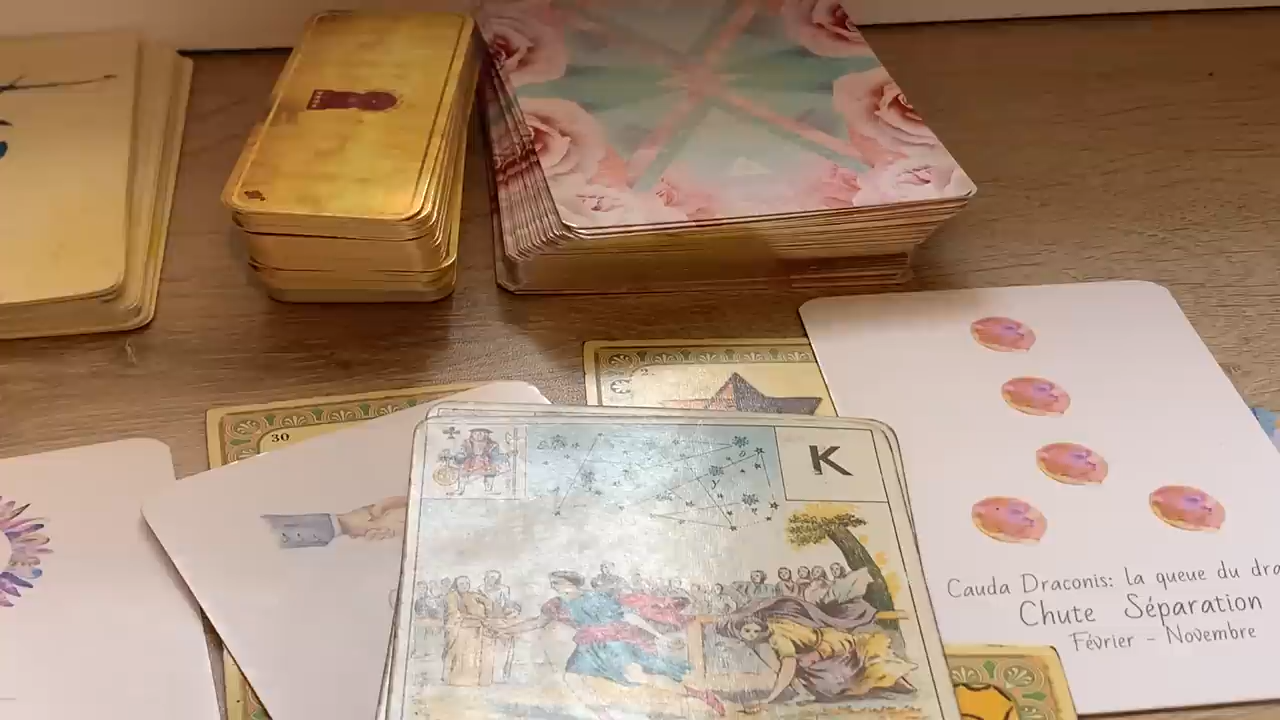 30
K
Cauda Draconis: la queue du dra
Chute Séparation
Février - Novembre